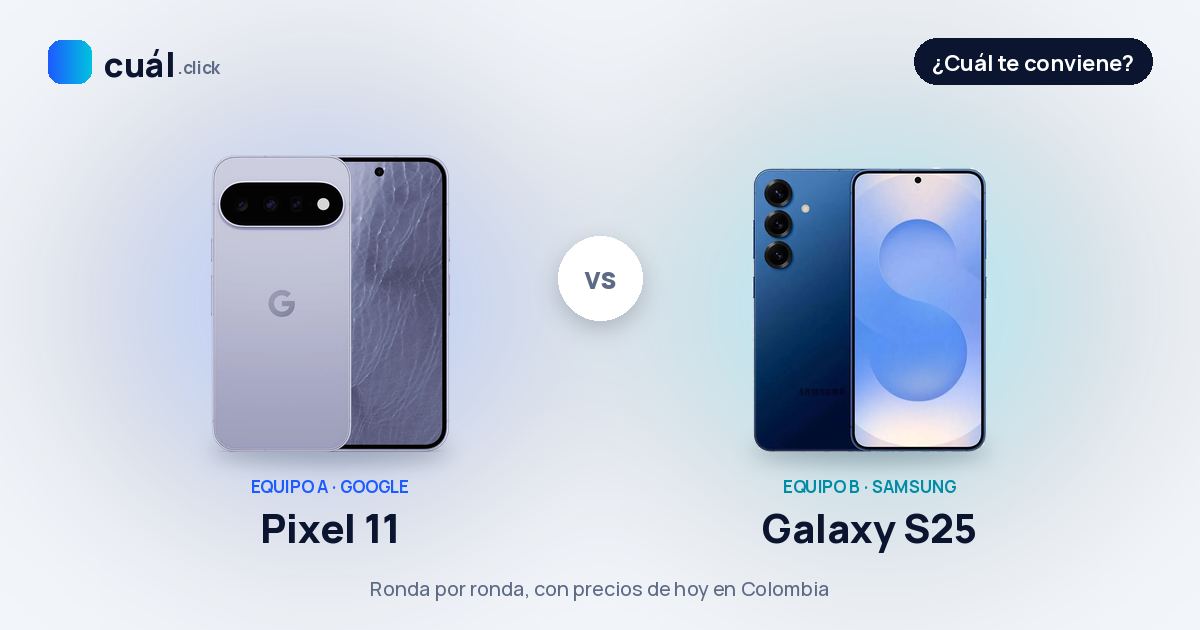 cuál.click
¿Cuál te conviene?
G
VS
SAMSUNG
EQUIPO A · GOOGLE
EQUIPO B · SAMSUNG
Pixel 11
Galaxy S25
Ronda por ronda, con precios de hoy en Colombia